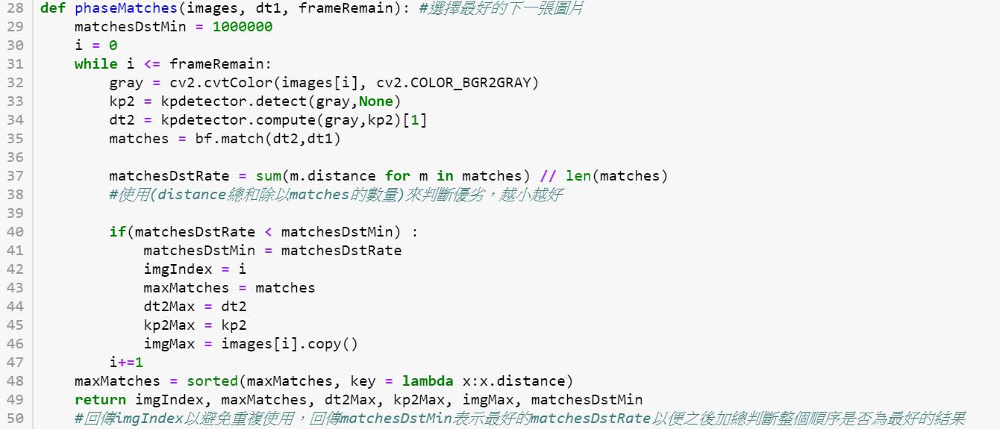 28 def phaseMatches(images, dt1, frameRemain): #選擇最好的下一張圖片
29     matchesDstMin = 1000000
30     i = 0
31     while i <= frameRemain:
32         gray = cv2.cvtColor(images[i], cv2.COLOR_BGR2GRAY)
33         kp2 = kpdetector.detect(gray,None)
34         dt2 = kpdetector.compute(gray,kp2)[1]
35         matches = bf.match(dt2,dt1)
36
37         matchesDstRate = sum(m.distance for m in matches) // len(matches)
38         #使用(distance總和除以matches的數量)來判斷優劣，越小越好
39
40         if(matchesDstRate < matchesDstMin) :
41             matchesDstMin = matchesDstRate
42             imgIndex = i
43             maxMatches = matches
44             dt2Max = dt2
45             kp2Max = kp2
46             imgMax = images[i].copy()
47         i+=1
48     maxMatches = sorted(maxMatches, key = lambda x:x.distance)
49     return imgIndex, maxMatches, dt2Max, kp2Max, imgMax, matchesDstMin
50     #回傳imgIndex以避免重複使用，回傳matchesDstMin表示最好的matchesDstRate以便之後加總判斷整個順序是否為最好的結果